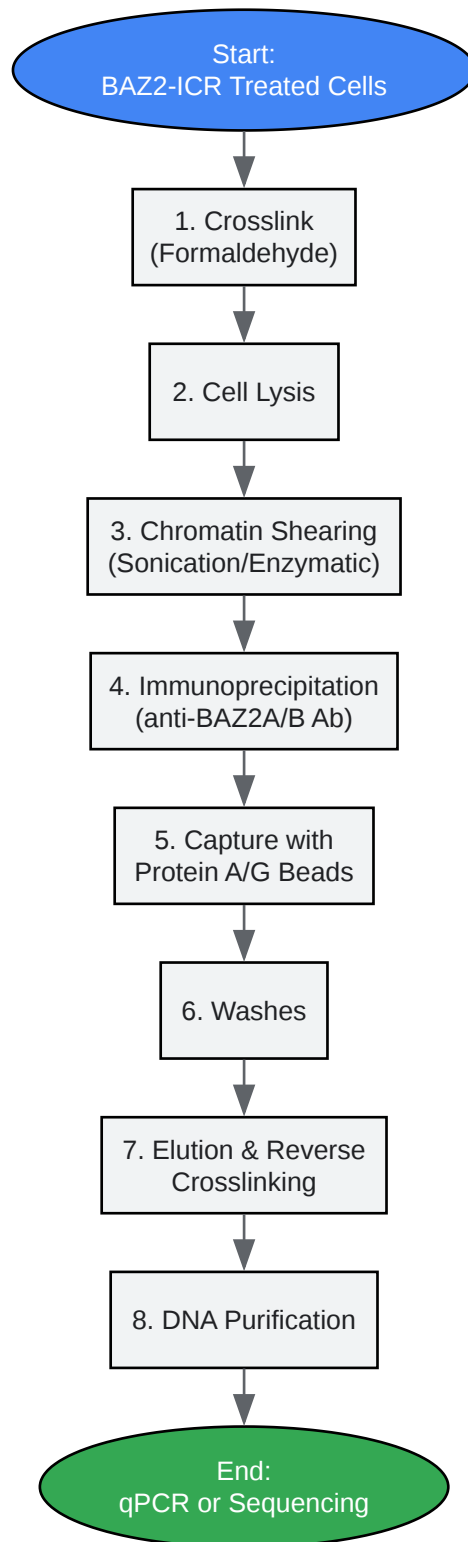 Start:
BAZ2-ICR Treated Cells
1. Crosslink
(Formaldehyde)
2. Cell Lysis
3. Chromatin Shearing
(Sonication/Enzymatic)
4. Immunoprecipitation
(anti-BAZ2A/B Ab)
5. Capture with
Protein A/G Beads
6. Washes
7. Elution & Reverse
Crosslinking
8. DNA Purification
End:
qPCR or Sequencing